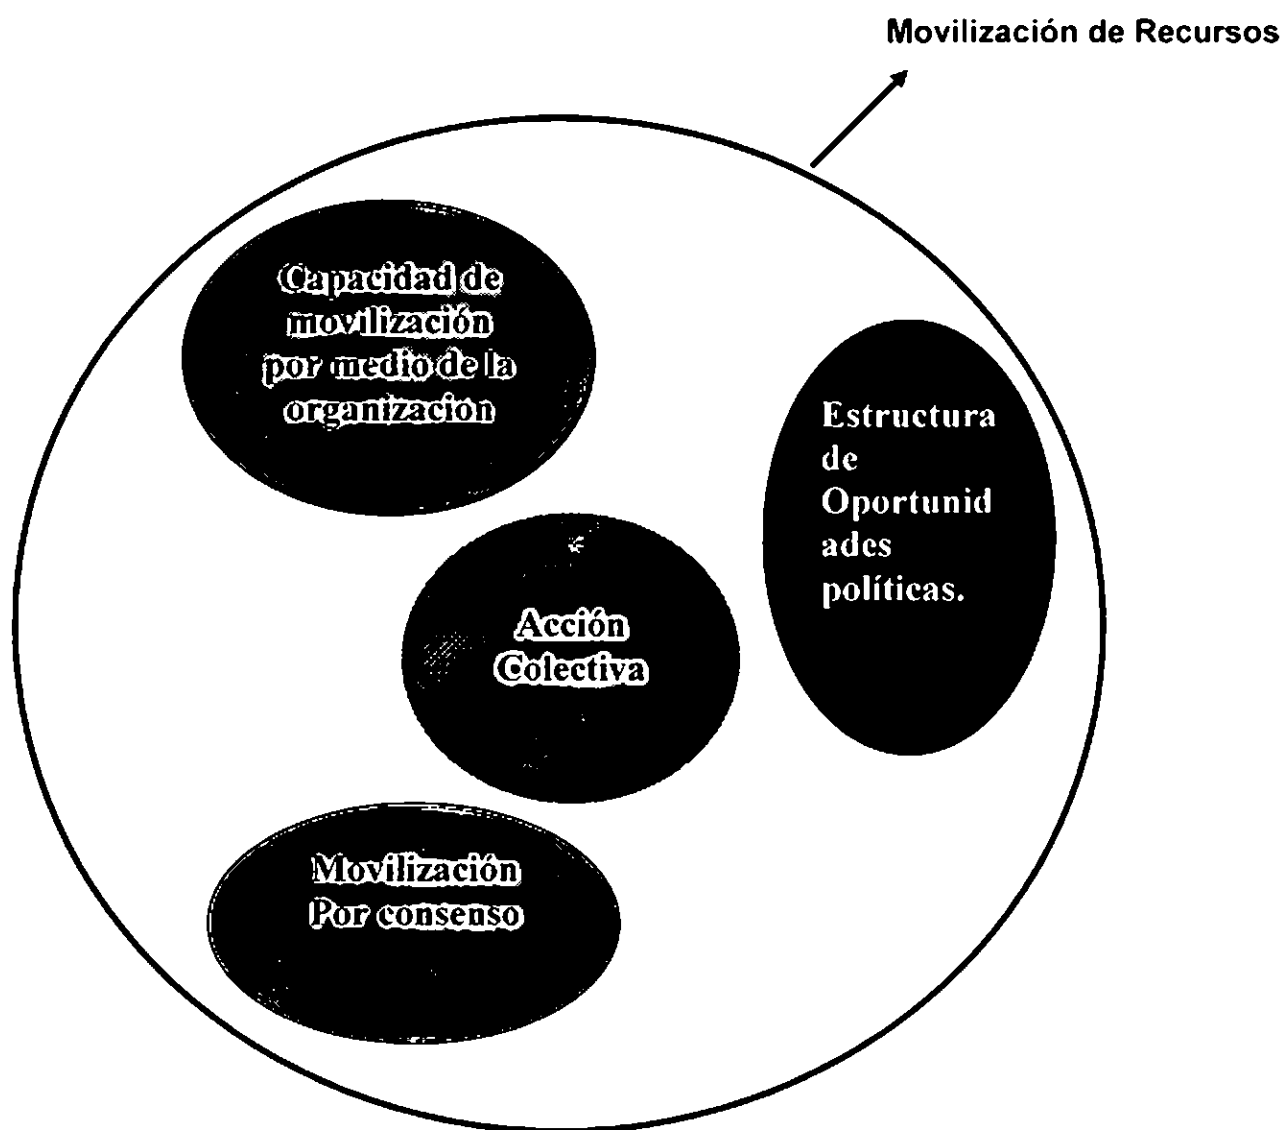 Movilización de Recursos
Capacidad de
movilización
por medio de la
organización
Estructura
de
Oportunid
ades
políticas.
Acción
Colectiva
Movilización
Por consenso